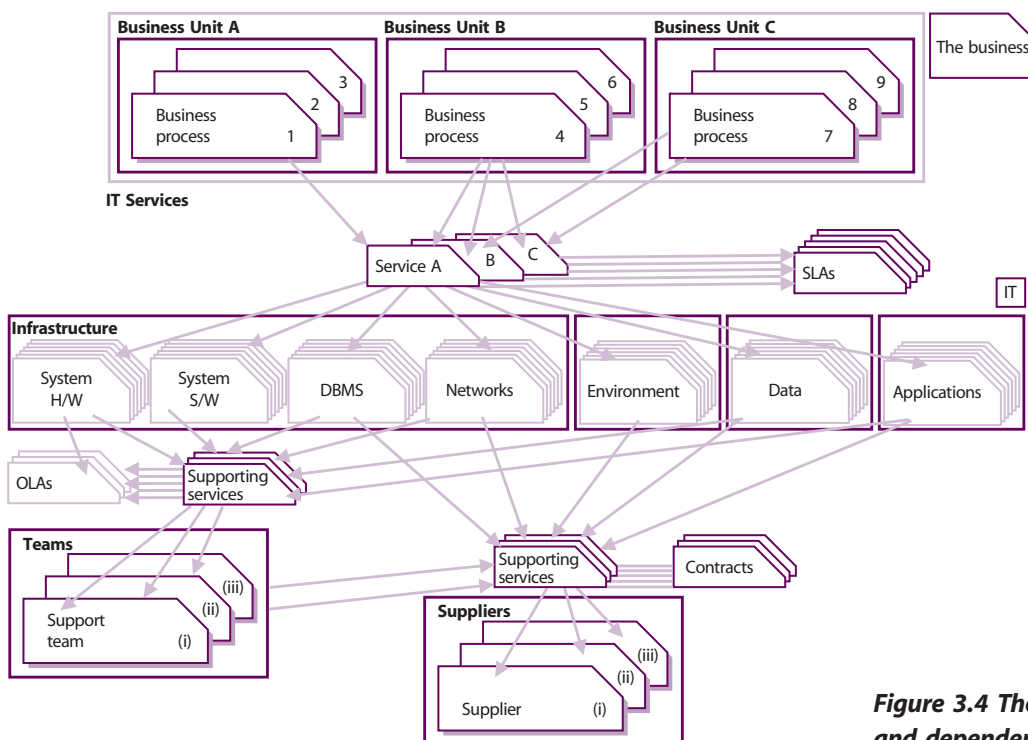 Business Unit A
Business Unit B
Business Unit C
The business
3
2
Business
process
1
6
5
Business
process
4
9
8
Business
process
7
IT Services
Service A
B
C
SLAs
IT
Infrastructure
System
H/W
System
S/W
DBMS
Networks
Environment
Data
Applications
OLAs
Supporting
services
Teams
(iii)
(ii)
Support
team
(i)
Supporting
services
Contracts
Suppliers
(iii)
(ii)
Supplier
(i)
Figure 3.4 The
and depender